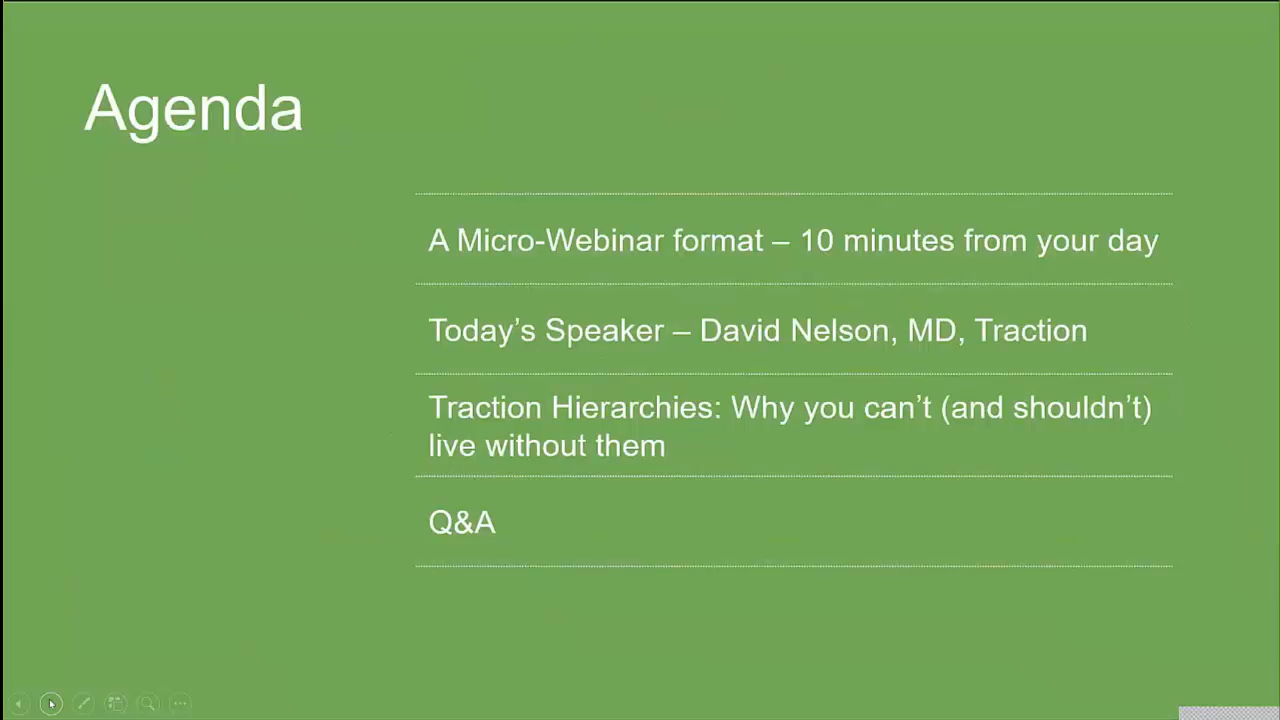 Agenda
A Micro-Webinar format – 10 minutes from your day
Today’s Speaker – David Nelson, MD, Traction
Traction Hierarchies: Why you can’t (and shouldn’t)
live without them
Q&A